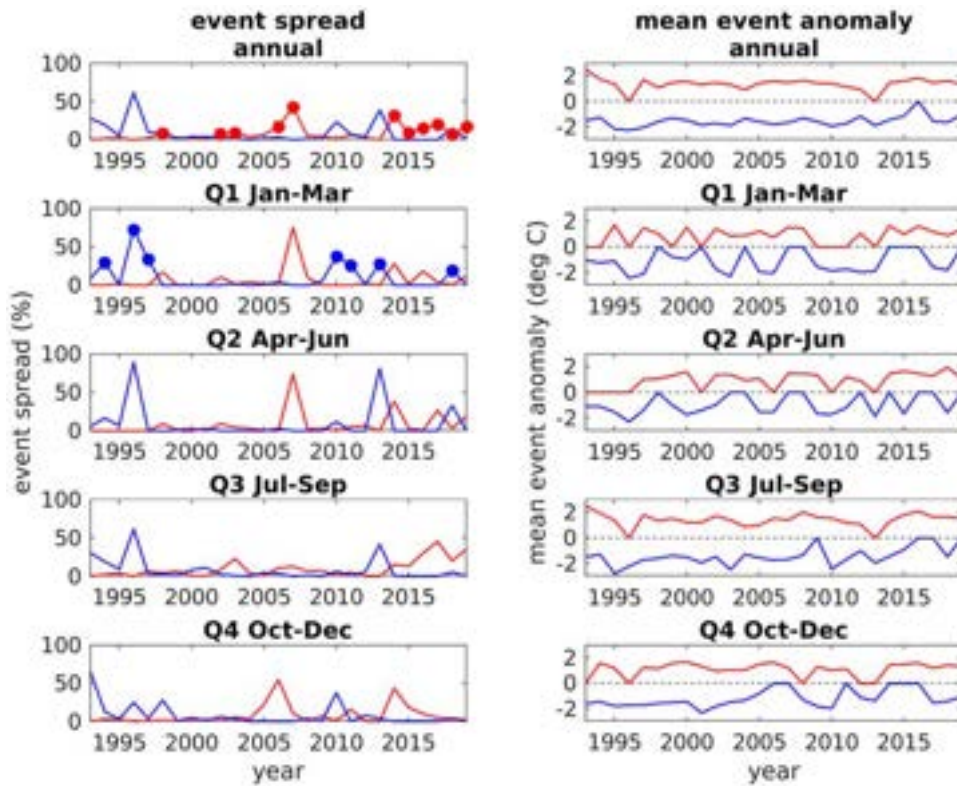 event spread
annual
100
50
0
1995 2000 2005 2010 2015
Q1 Jan-Mar
100
50
0
1995 2000 2005 2010 2015
Q2 Apr-Jun
100
50
0
1995 2000 2005 2010 2015
Q3 Jul-Sep
100
50
0
1995 2000 2005 2010 2015
Q4 Oct-Dec
100
50
0
1995 2000 2005 2010 2015
year
event spread (%)
mean event anomaly
annual
2
0
-2
1995 2000 2005 2010 2015
Q1 Jan-Mar
2
0
-2
1995 2000 2005 2010 2015
Q2 Apr-Jun
2
0
-2
1995 2000 2005 2010 2015
Q3 Jul-Sep
2
0
-2
1995 2000 2005 2010 2015
Q4 Oct-Dec
2
0
-2
1995 2000 2005 2010 2015
year
mean event anomaly (deg C)